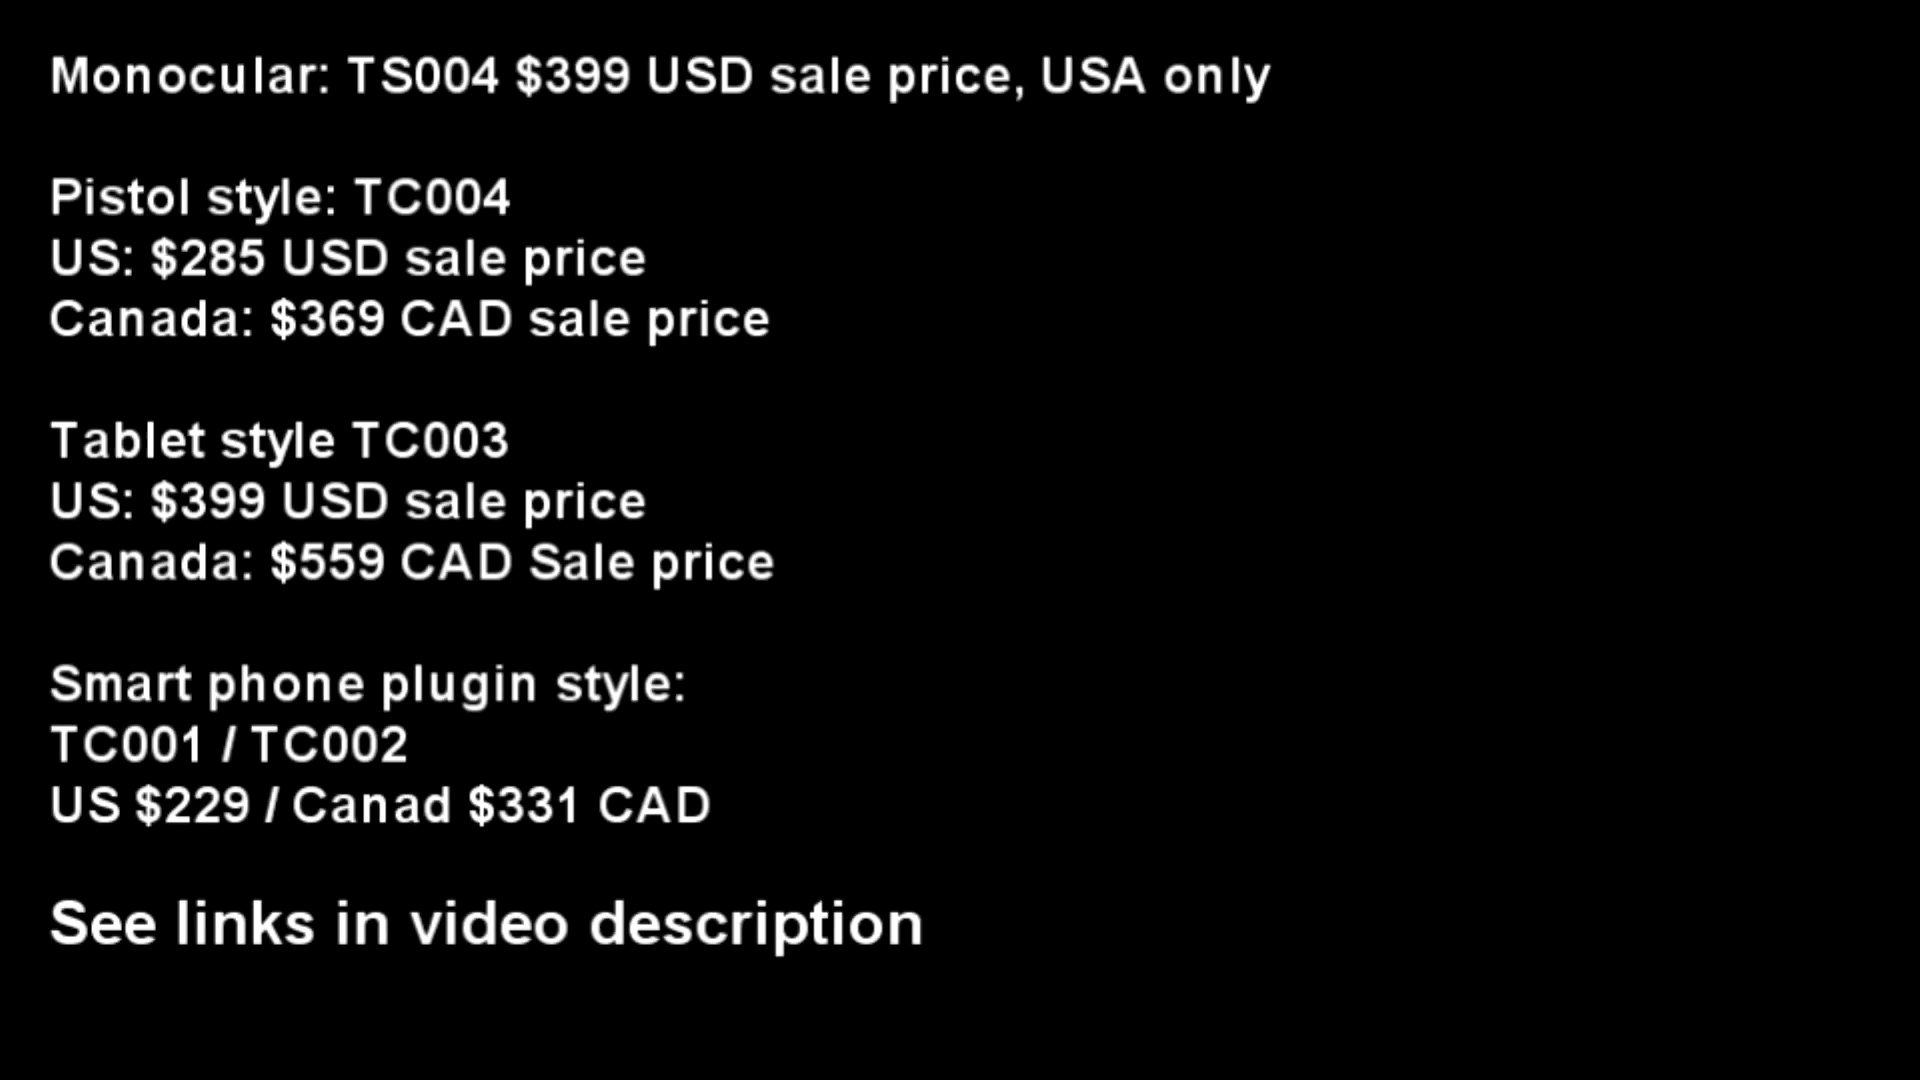 Monocular: TS004 $399 USD sale price, USA only
Pistol style: TC004
US: $285 USD sale price
Canada: $369 CAD sale price
Tablet style TC003
US: $399 USD sale price
Canada: $559 CAD Sale price
Smart phone plugin style:
TC001 / TC002
US $229 / Canad $331 CAD
See links in video description